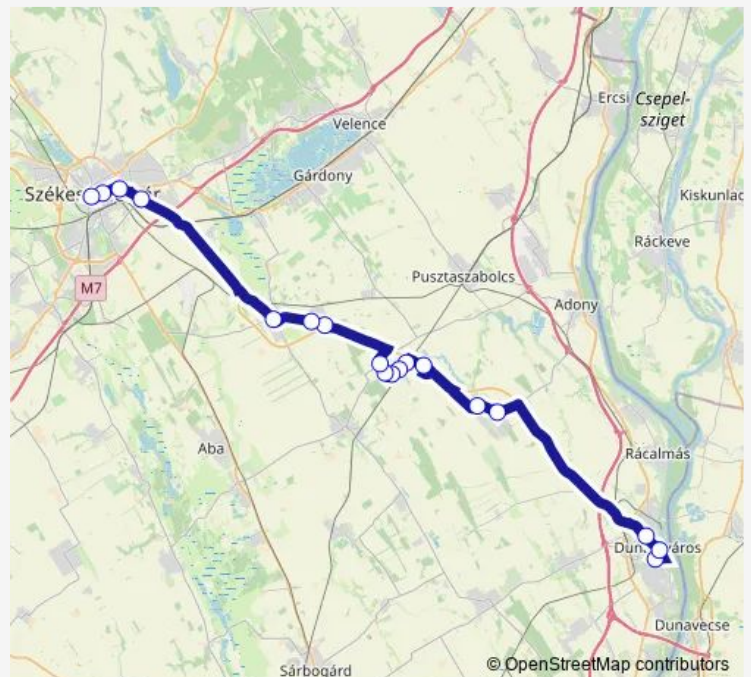 Ercsi
Csepel-
sziget
Velence
Gárdony
Kiskunlac
Ráckeve
M7
Pusztaszabolcs
Adony
Aba
Rácalmás
Dunavecse
Sárbogárd
© OpenStreetMap contributors